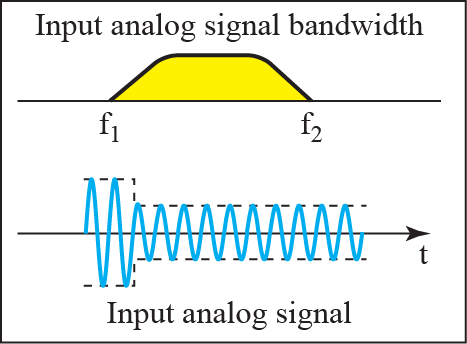 Input analog signal bandwidth
f1 f2
t
Input analog signal